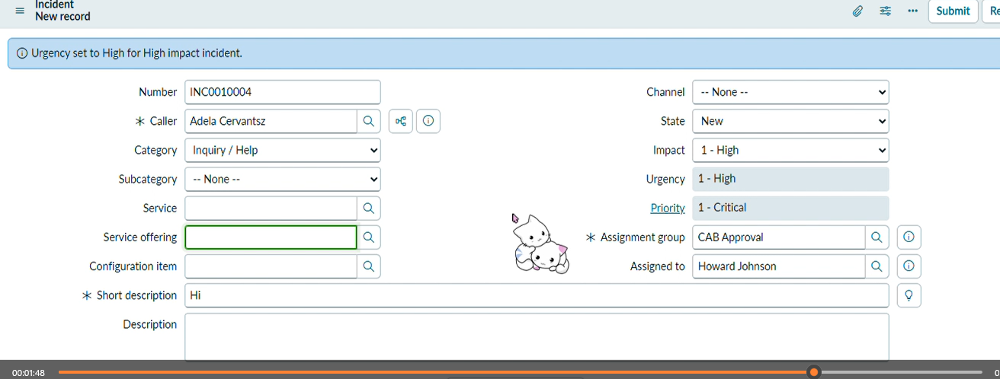 Incident
New record
Submit
Urgency set to High for High impact incident.
Number INC0010004
Channel -- None --
* Caller Adela Cervantsz
State New
Category Inquiry / Help
Impact 1 - High
Subcategory -- None --
Urgency 1 - High
Service
Priority 1 - Critical
Service offering
* Assignment group CAB Approval
Configuration item
Assigned to Howard Johnson
* Short description Hi
Description
00:01:48